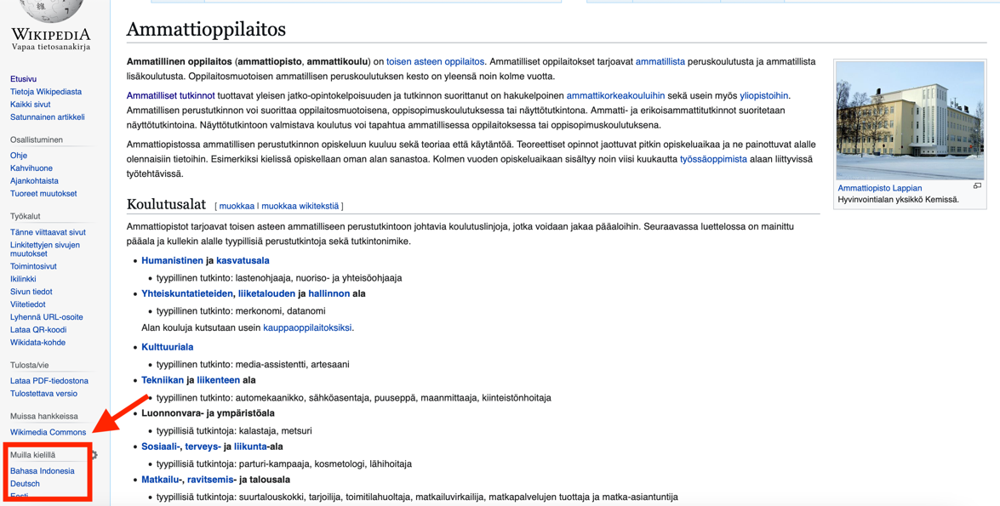 WIKIPEDIA
Vapaa tietosanakirja
Etusivu
Tietoja Wikipediasta
Kaikki sivut
Satunnainen artikkeli
Osallistuminen
Ohje
Kahvihuone
Ajankohtaista
Tuoreet muutokset
Työkalut
Tänne viittaavat sivut
Linkitettyjen sivujen
muutokset
Toimintosivut
Ikilinkki
Sivun tiedot
Viitetiedot
Lyhennä URL-osoite
Lataa QR-koodi
Wikidata-kohde
Tulosta/vie
Lataa PDF-tiedostona
Tulostettava versio
Muissa hankkeissa
Wikimedia Commons
Muilla kielillä
Bahasa Indonesia
Deutsch
Eesti
Ammattioppilaitos
Ammatillinen oppilaitos (ammattiopisto, ammattikoulu) on toisen asteen oppilaitos. Ammatilliset oppilaitokset tarjoavat ammatillista peruskoulutusta ja ammatillista
lisäkoulutusta. Oppilaitosmuotoisen ammatillisen peruskoulutuksen kesto on yleensä noin kolme vuotta.
Ammatilliset tutkinnot tuottavat yleisen jatko-opintokelpoisuuden ja tutkinnon suorittanut on hakukelpoinen ammattikorkeakouluihin sekä usein myös yliopistoihin.
Ammatillisen perustutkinnon voi suorittaa oppilaitosmuotoisena, oppisopimuskoulutuksessa tai näyttötutkintona. Ammatti- ja erikoisammattitutkinnot suoritetaan
näyttötutkintoina. Näyttötutkintoon valmistava koulutus voi tapahtua ammatillisessa oppilaitoksessa tai oppisopimuskoulutuksena.
Ammattiopistossa ammatillisen perustutkinnon opiskeluun kuuluu sekä teoriaa että käytäntöä. Teoreettiset opinnot jaottuvat pitkin opiskeluaikaa ja ne painottuvat alalle
olennaisiin tietoihin. Esimerkiksi kielissä opiskellaan oman alan sanastoa. Kolmen vuoden opiskeluaikaan sisältyy noin viisi kuukautta työssäoppimista alaan liittyvissä
työtehtävissä.
Ammattiopisto Lappian
Hyvinvointialan yksikkö Kemissä.
Koulutusalat [ muokkaa | muokkaa wikitekstiä ]
Ammattiopistot tarjoavat toisen asteen ammatilliseen perustutkintoon johtavia koulutuslinjoja, jotka voidaan jakaa pääaloihin. Seuraavassa luettelossa on mainittu
pääala ja kullekin alalle tyypillisiä perustutkintoja sekä tutkintonimike.
• Humanistinen ja kasvatusala
• tyypillinen tutkinto: lastenohjaaja, nuoriso- ja yhteisöohjaaja
• Yhteiskuntatieteiden, liiketalouden ja hallinnon ala
• tyypillinen tutkinto: merkonomi, datanomi
Alan kouluja kutsutaan usein kauppaoppilaitoksiksi.
• Kulttuuriala
• tyypillinen tutkinto: media-assistentti, artesaani
• Tekniikan ja liikenteen ala
• tyypillinen tutkinto: automekaanikko, sähköasentaja, puuseppä, maanmittaaja, kiinteistönhoitaja
• Luonnonvara- ja ympäristöala
• tyypillisiä tutkintoja: kalastaja, metsuri
• Sosiaali-, terveys- ja liikunta-ala
• tyypillisiä tutkintoja: parturi-kampaaja, kosmetologi, lähihoitaja
• Matkailu-, ravitsemis- ja talousala
• tyypillisiä tutkintoja: suurtalouskokki, tarjoilija, toimitilahuoltaja, matkailuvirkailija, matkapalvelujen tuottaja ja matka-asiantuntija